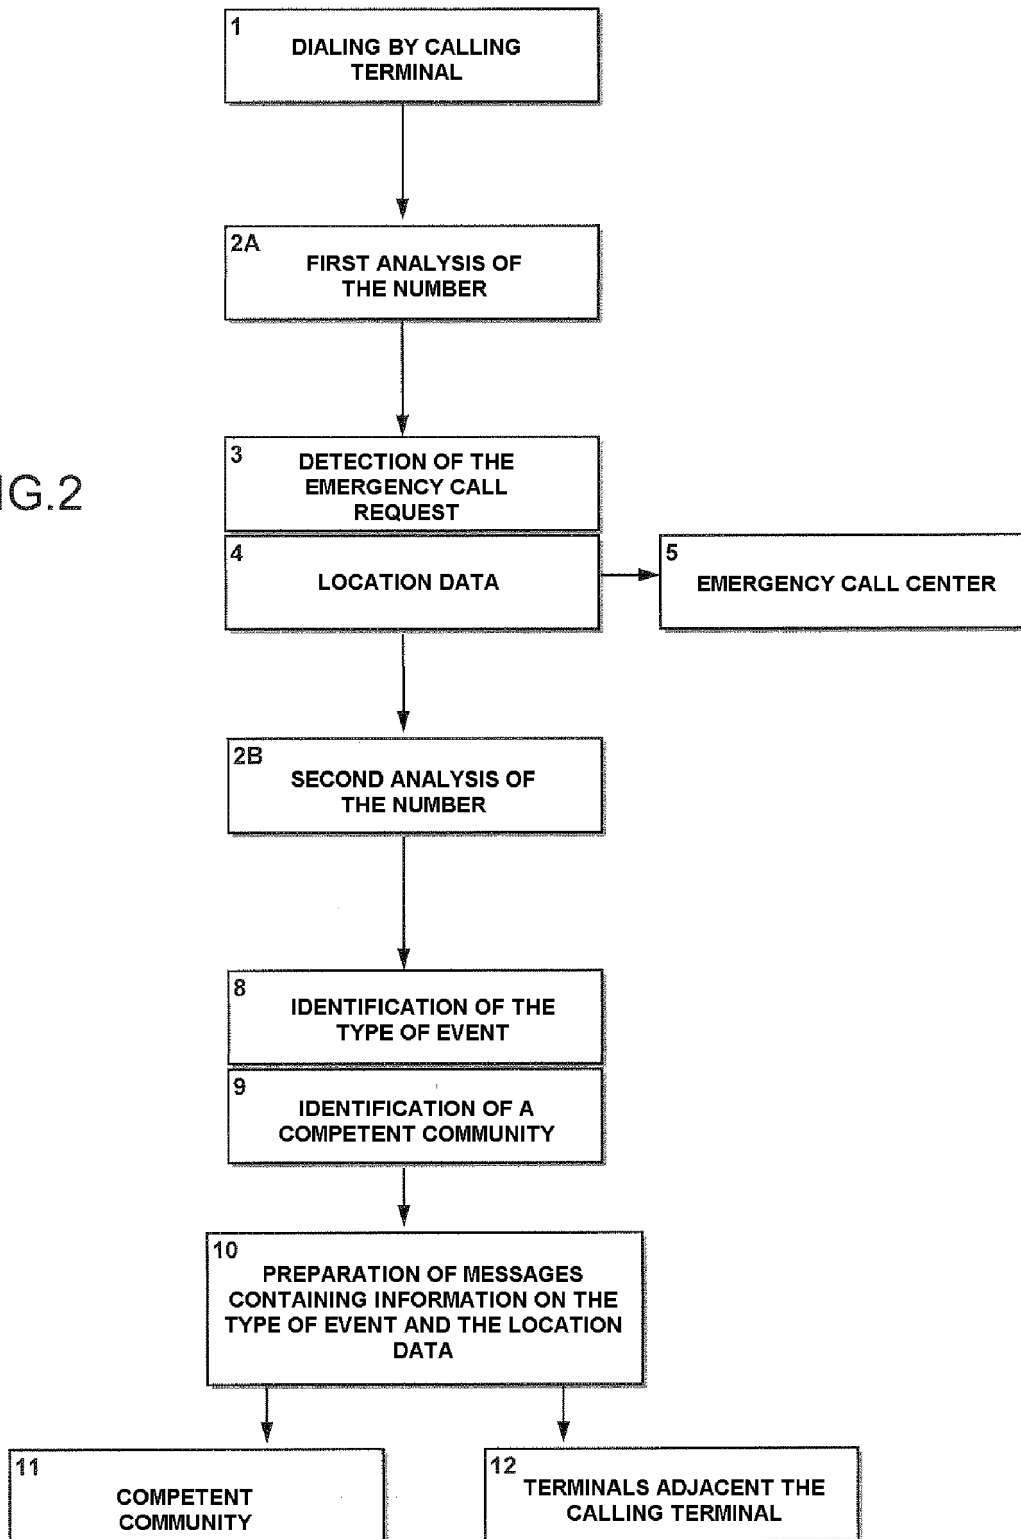 1
DIALING BY CALLING
TERMINAL
2A
FIRST ANALYSIS OF
THE NUMBER
3
DETECTION OF THE
EMERGENCY CALL
REQUEST
IG.2
4
LOCATION DATA
5
EMERGENCY CALL CENTER
2B
SECOND ANALYSIS OF
THE NUMBER
8
IDENTIFICATION OF THE
TYPE OF EVENT
9
IDENTIFICATION OF A
COMPETENT COMMUNITY
10
PREPARATION OF MESSAGES
CONTAINING INFORMATION ON THE
TYPE OF EVENT AND THE LOCATION
DATA
11
COMPETENT
COMMUNITY
12
TERMINALS ADJACENT THE
CALLING TERMINAL